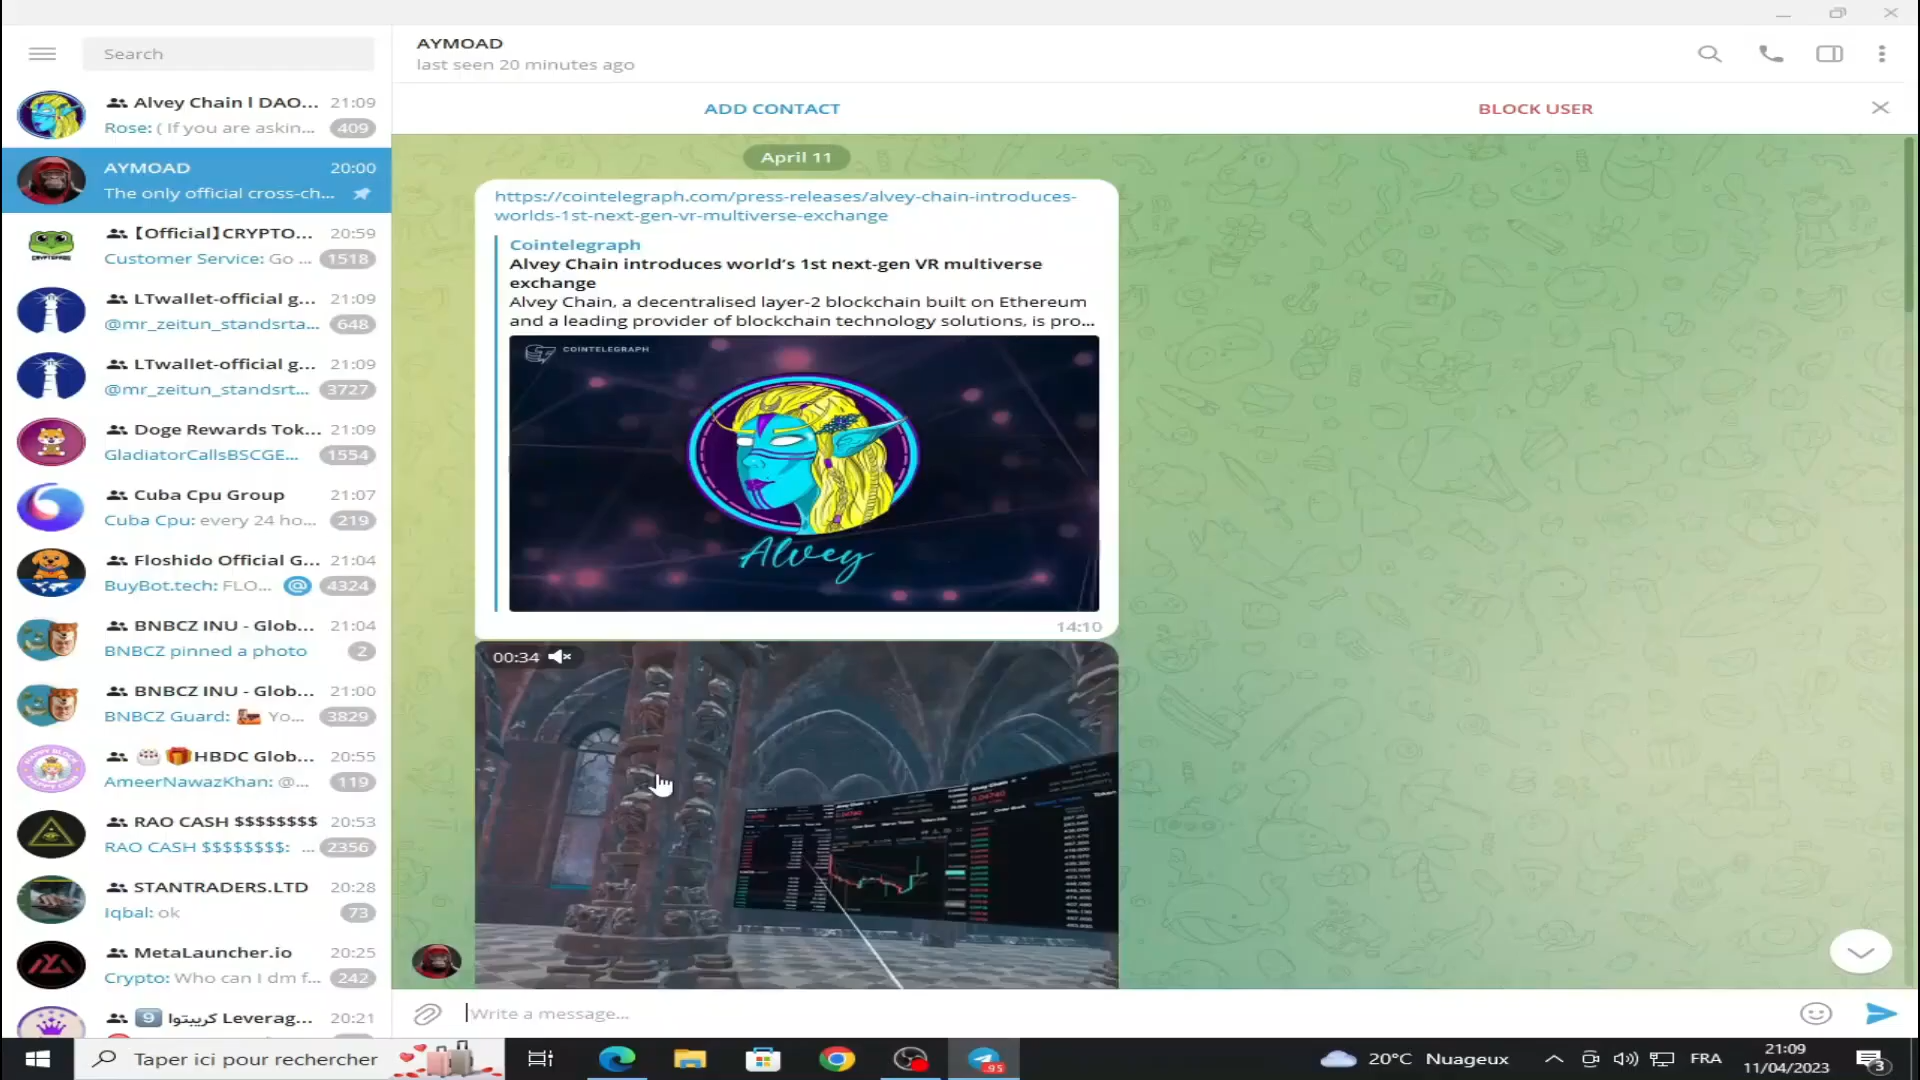 Search
Alvey Chain l DAO... 21:09
Rose: ( If you are askin... 409
AYMOAD 20:00
The only official cross-ch...
【Official】CRYPTO... 20:59
Customer Service: Go ... 1518
LTwallet-official g... 21:09
@mr_zeitun_standsrta... 648
LTwallet-official g... 21:09
@mr_zeitun_standsrt... 3727
Doge Rewards Tok... 21:09
GladiatorCallsBSCGE... 1554
Cuba Cpu Group 21:07
Cuba Cpu: every 24 ho... 219
Floshido Official G... 21:04
BuyBot.tech: FLO... @ 4324
BNBCZ INU - Glob... 21:04
BNBCZ pinned a photo 2
BNBCZ INU - Glob... 21:00
BNBCZ Guard: Yo... 3829
HBDC Glob... 20:55
AmeerNawazKhan: @... 119
RAO CASH $$$$$$$$ 20:53
RAO CASH $$$$$$$$: ... 2356
STANTRADERS.LTD 20:28
Iqbal: ok 73
MetaLauncher.io 20:25
Crypto: Who can I dm f... 242
9 كريبتوا Leverag... 20:21
AYMOAD
last seen 20 minutes ago
ADD CONTACT BLOCK USER
April 11
https://cointelegraph.com/press-releases/alvey-chain-introduces-
worlds-1st-next-gen-vr-multiverse-exchange
Cointelegraph
Alvey Chain introduces world's 1st next-gen VR multiverse
exchange
Alvey Chain, a decentralised layer-2 blockchain built on Ethereum
and a leading provider of blockchain technology solutions, is pro...
COINTELEGRAPH
Alvey
14:10
00:34
Write a message...
Taper ici pour rechercher
95
20°C Nuageux
FRA
21:09
11/04/2023
3